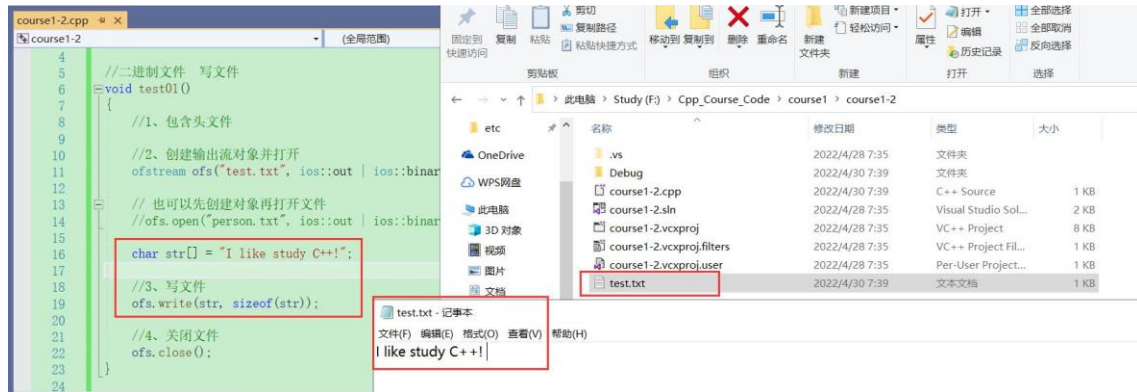 course1-2.cpp
course1-2
(全局范围)
4
5 //二进制文件 写文件
6 void test01()
7 {
8 //1、包含头文件
9
10 //2、创建输出流对象并打开
11 ofstream ofs("test.txt", ios::out | ios::binar
12
13 // 也可以先创建对象再打开文件
14 //ofs.open("person.txt", ios::out | ios::binar
15
16 char str[] = "I like study C++!";
17
18 //3、写文件
19 ofs.write(str, sizeof(str));
20
21 //4、关闭文件
22 ofs.close();
23 }
24
固定到快速访问
复制
粘贴
剪切
复制路径
粘贴快捷方式
剪贴板
移动到
复制到
删除
重命名
组织
新建文件夹
新建项目
轻松访问
新建
属性
打开
编辑
历史记录
打开
全部选择
全部取消
反向选择
选择
此电脑 > Study (F:) > Cpp_Course_Code > course1 > course1-2
etc
OneDrive
WPS网盘
此电脑
3D 对象
视频
图片
文档
名称 修改日期 类型 大小
.vs 2022/4/28 7:35 文件夹
Debug 2022/4/30 7:39 文件夹
course1-2.cpp 2022/4/30 7:39 C++ Source 1 KB
course1-2.sln 2022/4/28 7:35 Visual Studio Sol... 2 KB
course1-2.vcxproj 2022/4/28 7:35 VC++ Project 8 KB
course1-2.vcxproj.filters 2022/4/28 7:35 VC++ Project Fil... 1 KB
course1-2.vcxproj.user 2022/4/28 7:35 Per-User Project... 1 KB
test.txt 2022/4/30 7:39 文本文档 1 KB
test.txt - 记事本
文件(F) 编辑(E) 格式(O) 查看(V) 帮助(H)
I like study C++!